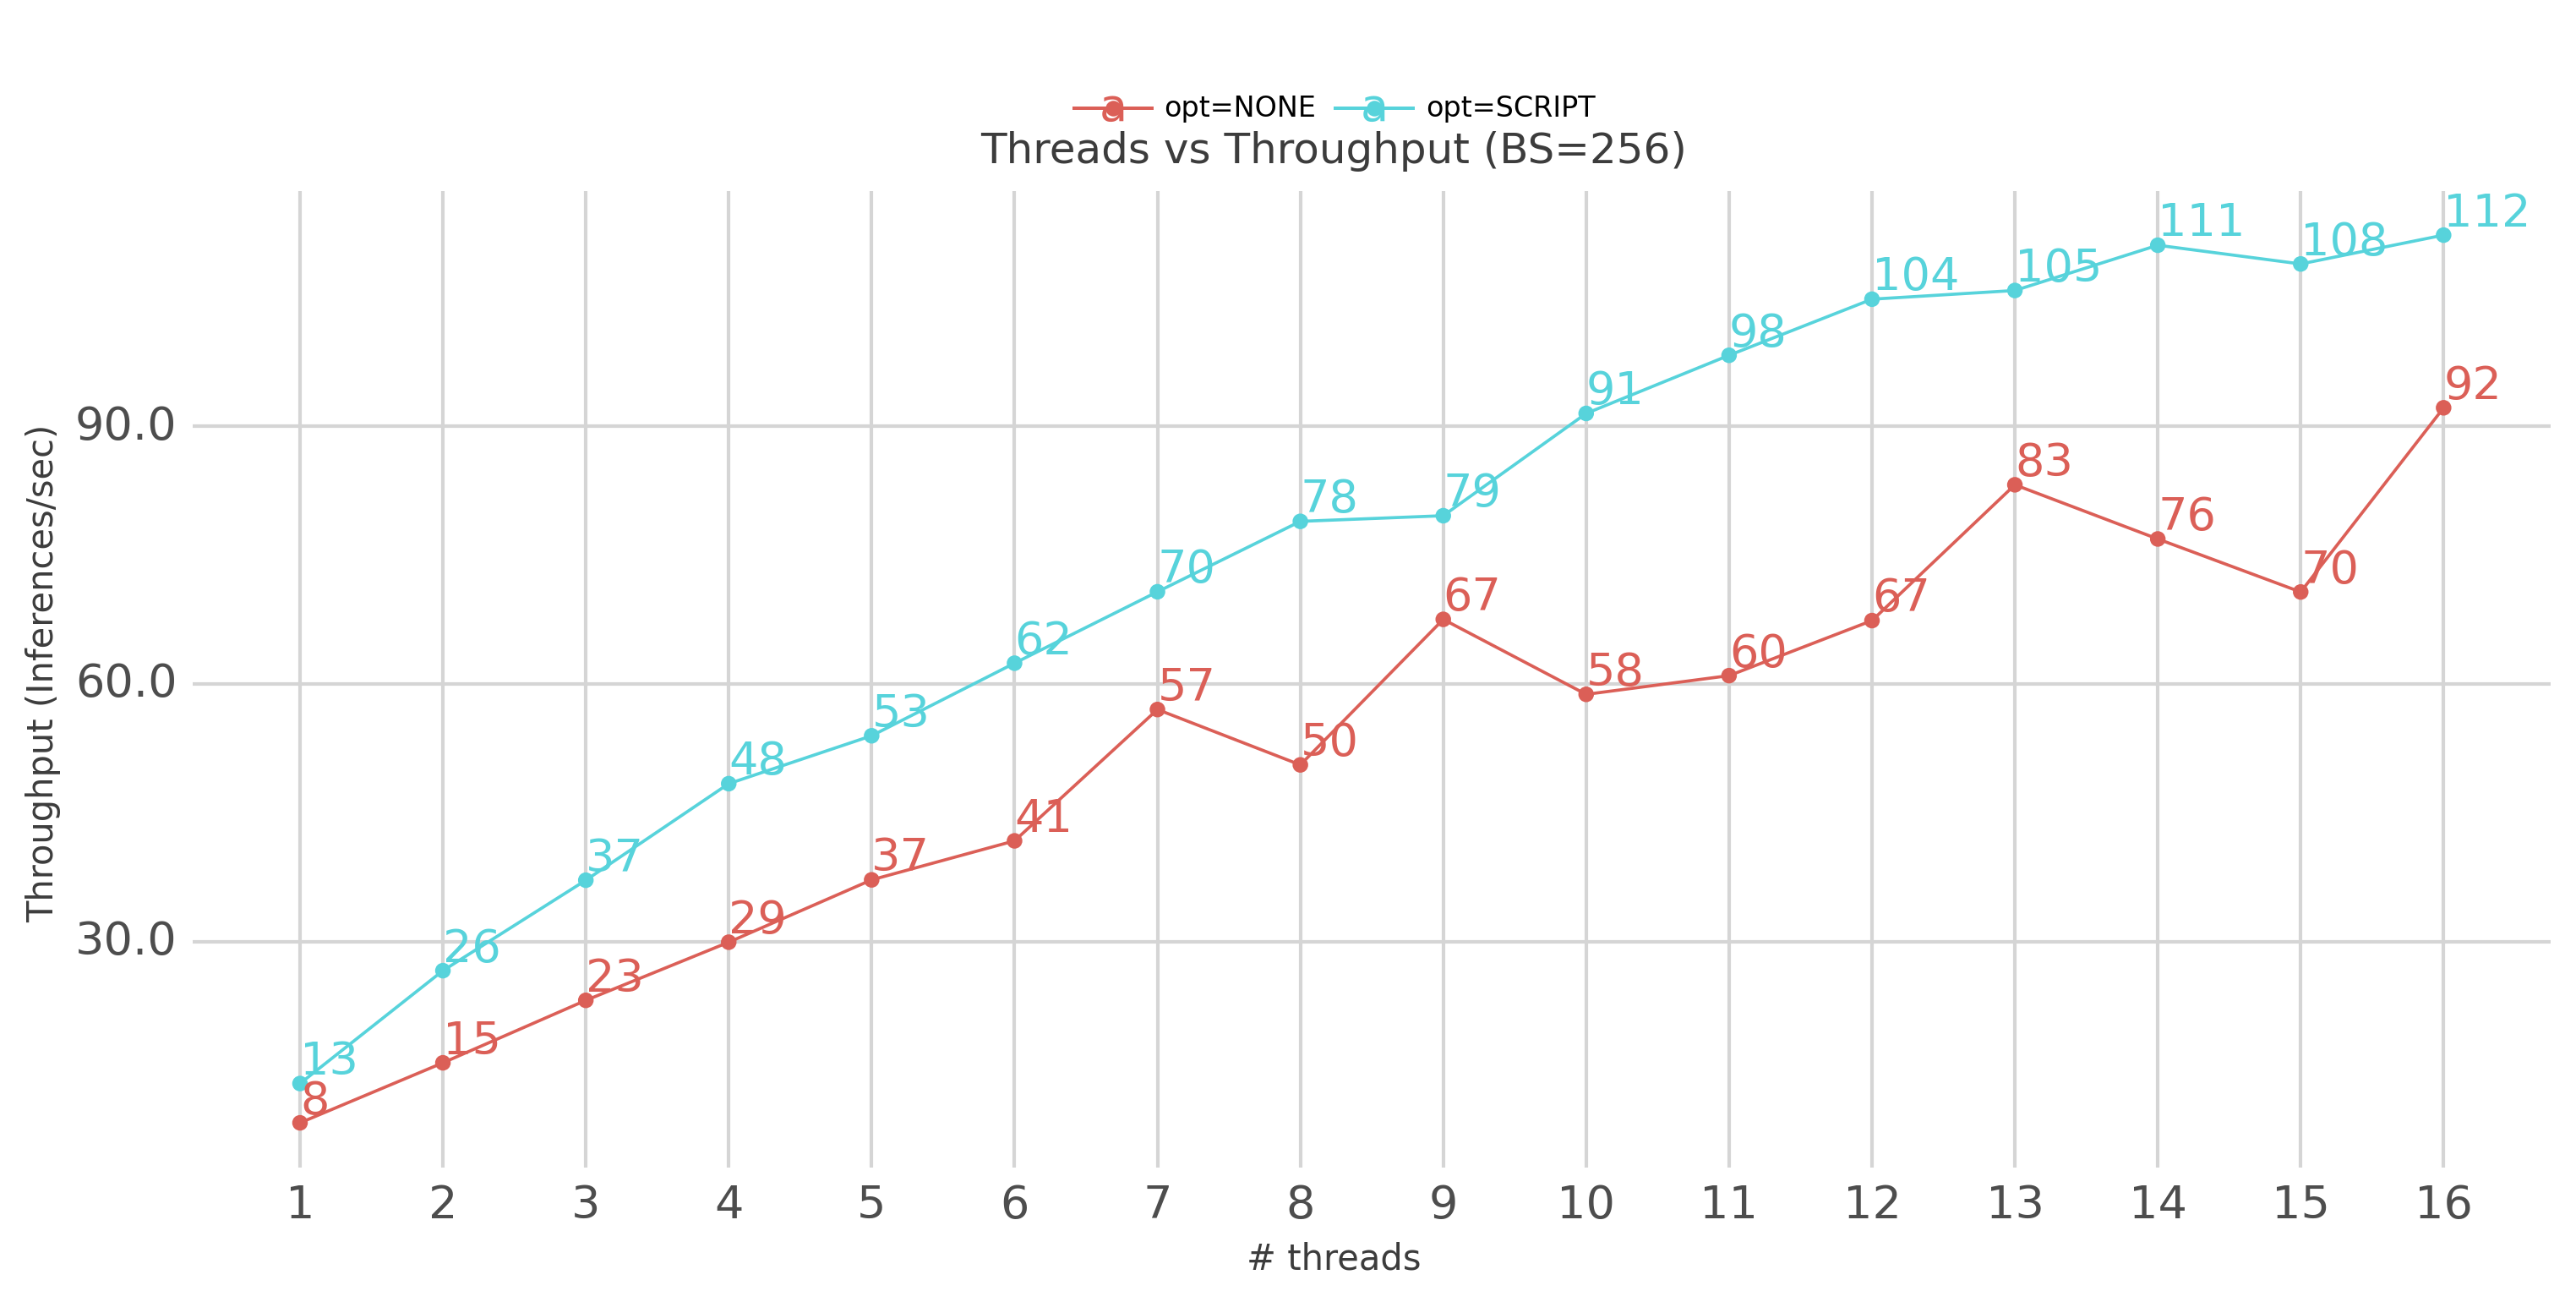 a opt=NONE a opt=SCRIPT
Threads vs Throughput (BS=256)
Throughput (Inferences/sec)
90.0
60.0
30.0
13 26 37 48 53 62 70 78 79 91 98 104 105 111 108 112
8 15 23 29 37 41 57 50 67 58 60 67 83 76 70 92
1 2 3 4 5 6 7 8 9 10 11 12 13 14 15 16
# threads